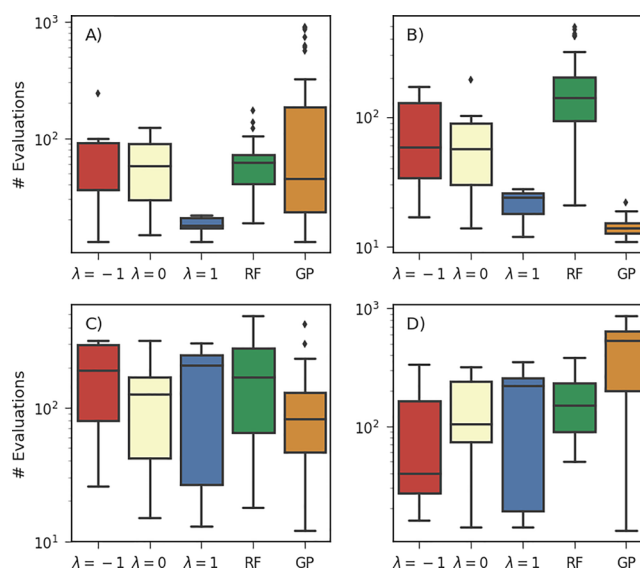 A)
B)
10³
10²
# Evaluations
λ = −1 λ = 0 λ = 1 RF GP
10²
10¹
λ = −1 λ = 0 λ = 1 RF GP
C)
D)
10²
10¹
# Evaluations
λ = −1 λ = 0 λ = 1 RF GP
10³
10²
λ = −1 λ = 0 λ = 1 RF GP